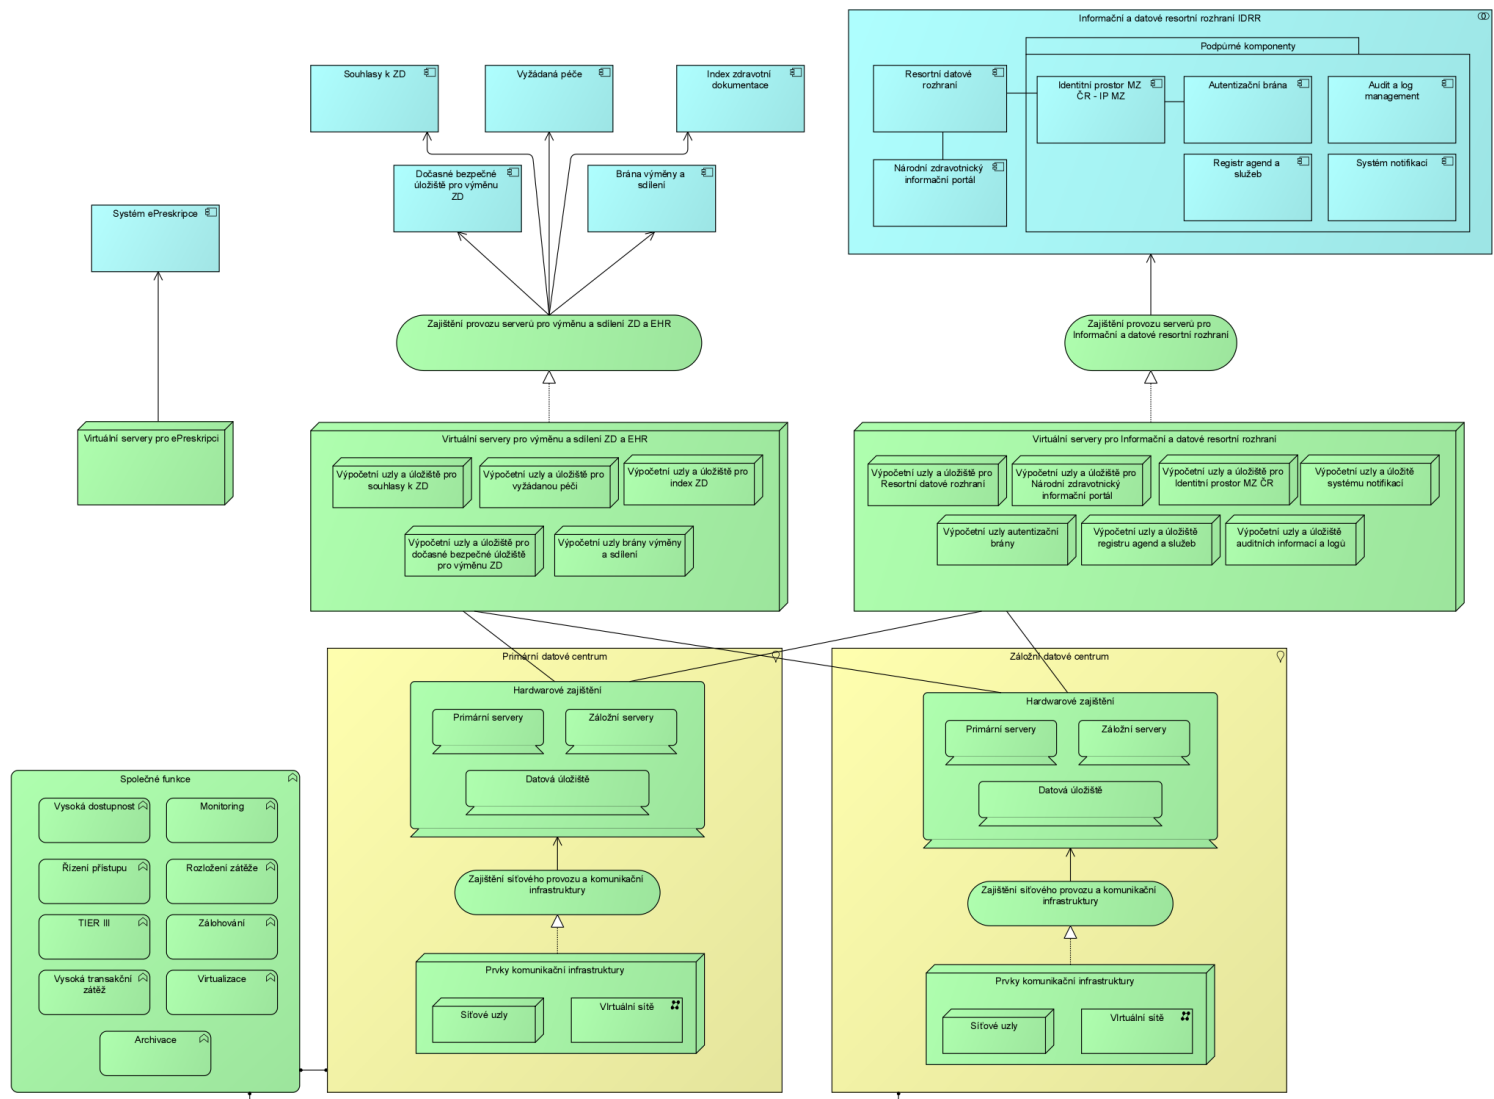 Informační a datové resortní rozhraní IDRR
Podpůrné komponenty
Souhlasy k ZD
Vyžádaná péče
Index zdravotní
dokumentace
Resortní datové
rozhraní
Identitní prostor MZ
ČR - IP MZ
Autentizační brána
Audit a log
management
Dočasné bezpečné
úložiště pro výměnu
ZD
Brána výměny a
sdílení
Národní zdravotnický
informační portál
Registr agend a
služeb
Systém notifikací
Systém ePreskripce
Zajištění provozu serverů pro výměnu a sdílení ZD a EHR
Zajištění provozu serverů pro
Informační a datové resortní rozhraní
Virtuální servery pro ePreskripci
Virtuální servery pro výměnu a sdílení ZD a EHR
Výpočetní uzly a úložiště pro
souhlasy k ZD
Výpočetní uzly a úložiště pro
vyžádanou péči
Výpočetní uzly a úložiště pro
index ZD
Výpočetní uzly a úložiště pro
dočasné bezpečné úložiště
pro výměnu ZD
Výpočetní uzly brány výměny
a sdílení
Virtuální servery pro Informační a datové resortní rozhraní
Výpočetní uzly a úložiště pro
Resortní datové rozhraní
Výpočetní uzly a úložiště pro
Národní zdravotnický
informační portál
Výpočetní uzly a úložiště pro
Identitní prostor MZ ČR
Výpočetní uzly a úložitě
systému notifikací
Výpočetní uzly autentizační
brány
Výpočetní uzly a úložiště
registru agend a služeb
Výpočetní uzly a úložiště
auditních informací a logů
Primární datové centrum
Hardwarové zajištění
Primární servery
Záložní servery
Datová úložiště
Zajištění síťového provozu a komunikační
infrastruktury
Prvky komunikační infrastruktury
Síťové uzly
VIrtuální sítě
Záložní datové centrum
Hardwarové zajištění
Primární servery
Záložní servery
Datová úložiště
Zajištění síťového provozu a komunikační
infrastruktury
Prvky komunikační infrastruktury
Síťové uzly
VIrtuální sítě
Společné funkce
Vysoká dostupnost
Monitoring
Řízení přístupu
Rozložení zátěže
TIER III
Zálohování
Vysoká transakční
zátěž
Virtualizace
Archivace